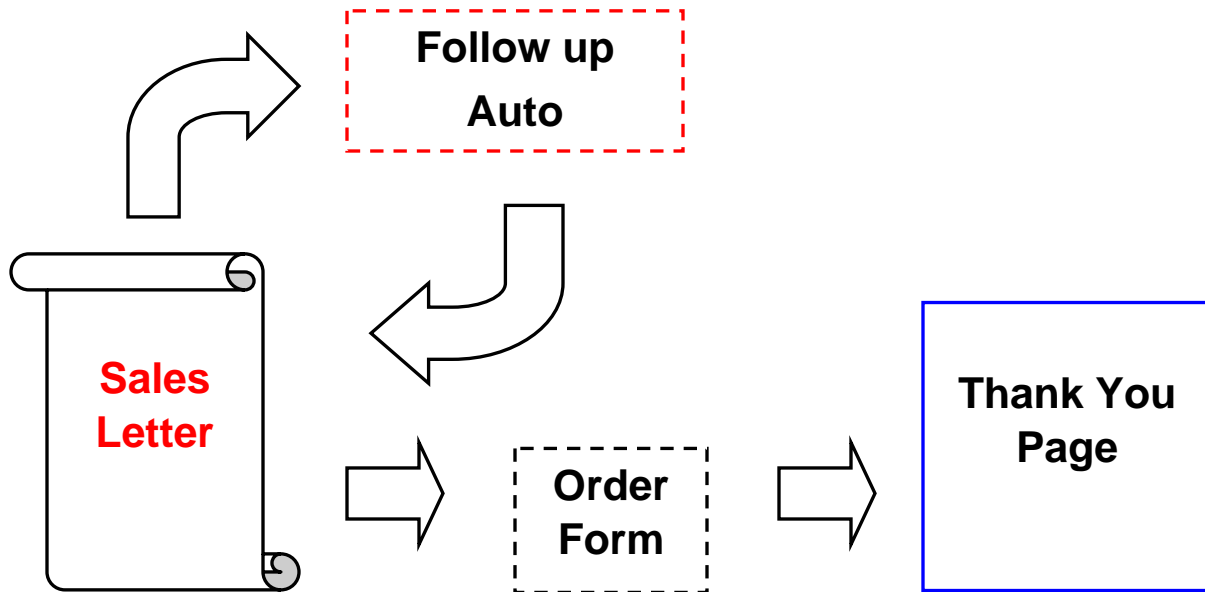 Follow up
Auto
Sales
Letter
Order
Form
Thank You
Page